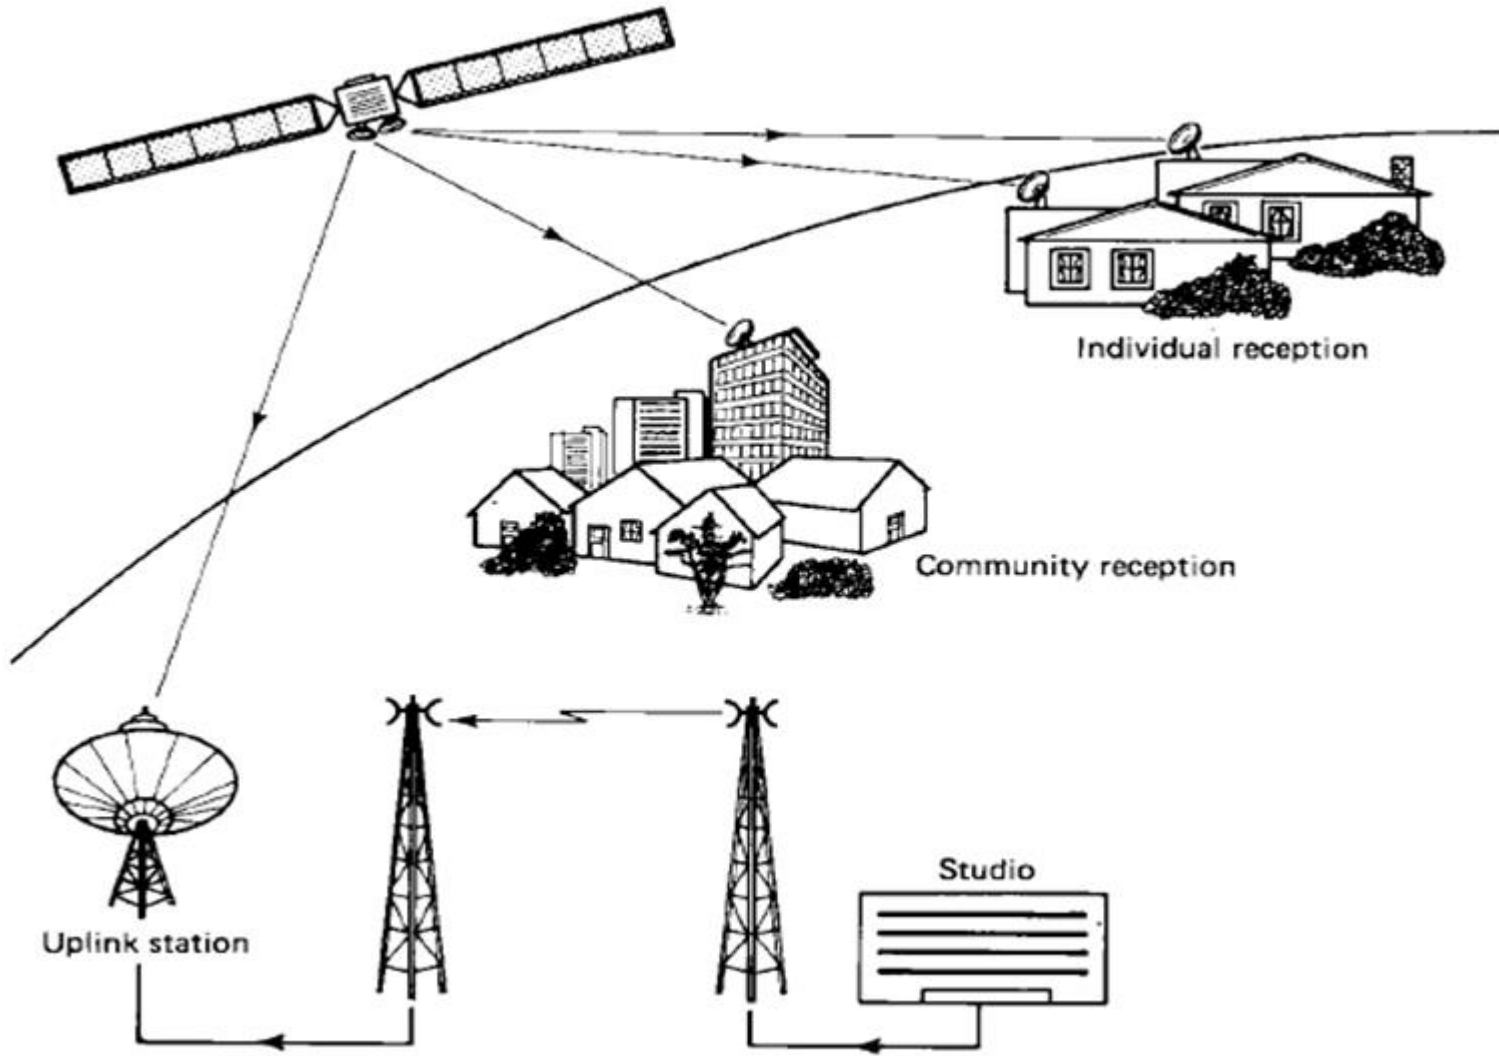 Individual reception
Community reception
Studio
Uplink station